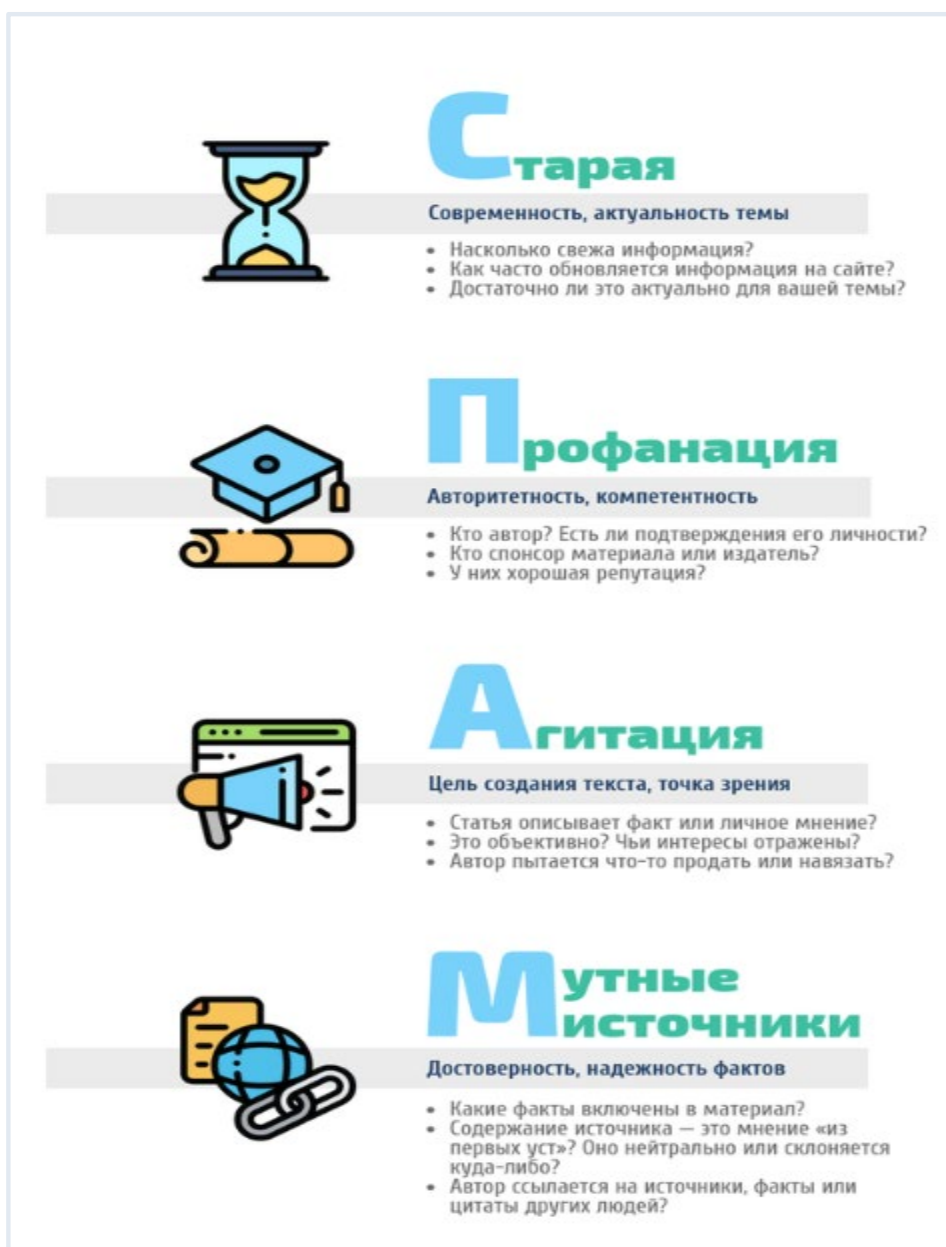 Старая
Современность, актуальность темы
• Насколько свежа информация?
• Как часто обновляется информация на сайте?
• Достаточно ли это актуально для вашей темы?
Профанация
Авторитетность, компетентность
• Кто автор? Есть ли подтверждения его личности?
• Кто спонсор материала или издатель?
• У них хорошая репутация?
Агитация
Цель создания текста, точка зрения
• Статья описывает факт или личное мнение?
• Это объективно? Чьи интересы отражены?
• Автор пытается что-то продать или навязать?
Мутные
источники
Достоверность, надежность фактов
• Какие факты включены в материал?
• Содержание источника — это мнение «из
первых уст»? Оно нейтрально или склоняется
куда-либо?
• Автор ссылается на источники, факты или
цитаты других людей?